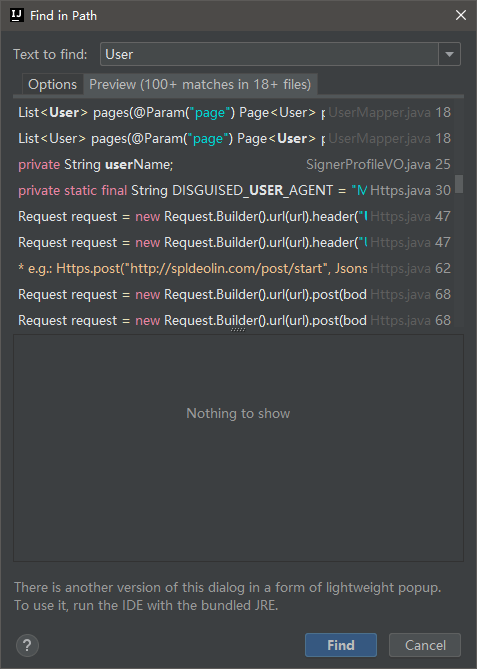 IJ Find in Path
Text to find: User
Options Preview (100+ matches in 18+ files)
List<User> pages(@Param("page") Page<User> p UserMapper.java 18
List<User> pages(@Param("page") Page<User> p UserMapper.java 18
private String userName; SignerProfileVO.java 25
private static final String DISGUISED_USER_AGENT = "M Https.java 30
Request request = new Request.Builder().url(url).header("U Https.java 47
Request request = new Request.Builder().url(url).header("U Https.java 47
* e.g.: Https.post("http://spldeolin.com/post/start", Jsons Https.java 62
Request request = new Request.Builder().url(url).post(bod Https.java 68
Request request = new Request.Builder().url(url).post(bod Https.java 68
Nothing to show
There is another version of this dialog in a form of lightweight popup.
To use it, run the IDE with the bundled JRE.
? Find Cancel